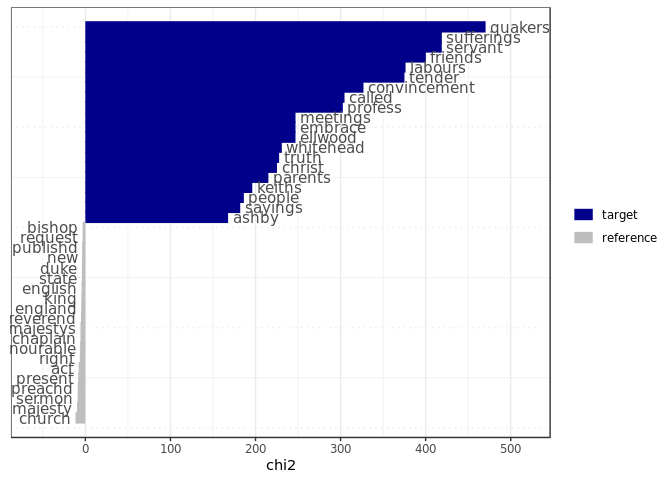 quakers
sufferings
servant
friends
labours
tender
convincement
called
profess
meetings
embrace
ellwood
whitehead
truth
christ
parents
keiths
people
sayings
ashby
bishop
request
publishd
new
duke
state
english
king
england
reverend
majestys
chaplain
nourable
right
act
present
preachd
sermon
majesty
church
target
reference
0 100 200 300 400 500
chi2